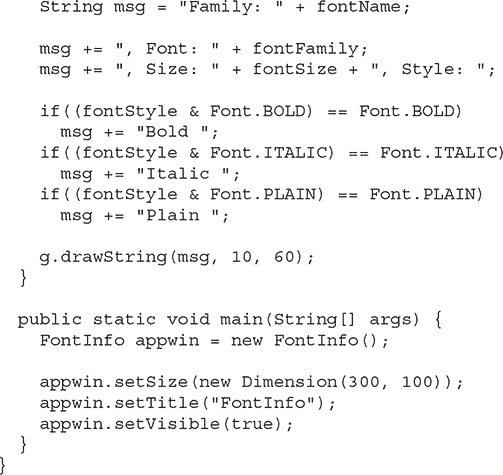 String msg = "Family: " + fontName;

msg += ", Font: " + fontFamily;
msg += ", Size: " + fontSize + ", Style: ";

if((fontStyle & Font.BOLD) == Font.BOLD)
  msg += "Bold ";
if((fontStyle & Font.ITALIC) == Font.ITALIC)
  msg += "Italic ";
if((fontStyle & Font.PLAIN) == Font.PLAIN)
  msg += "Plain ";

g.drawString(msg, 10, 60);
}

public static void main(String[] args) {
  FontInfo appwin = new FontInfo();

  appwin.setSize(new Dimension(300, 100));
  appwin.setTitle("FontInfo");
  appwin.setVisible(true);
}
}